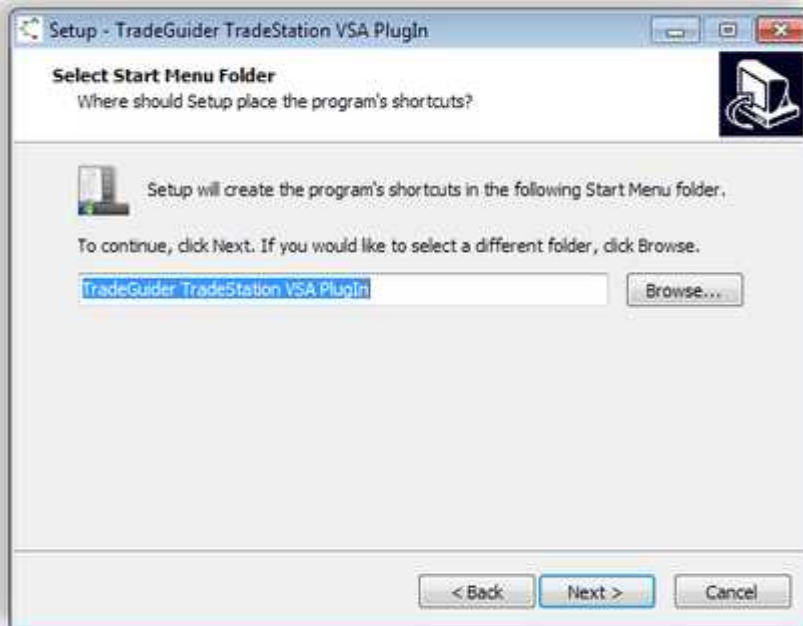 Setup - TradeGuider TradeStation VSA PlugIn
Select Start Menu Folder
Where should Setup place the program's shortcuts?
Setup will create the program's shortcuts in the following Start Menu folder.
To continue, click Next. If you would like to select a different folder, click Browse.
TradeGuider TradeStation VSA PlugIn
Browse...
< Back
Next >
Cancel